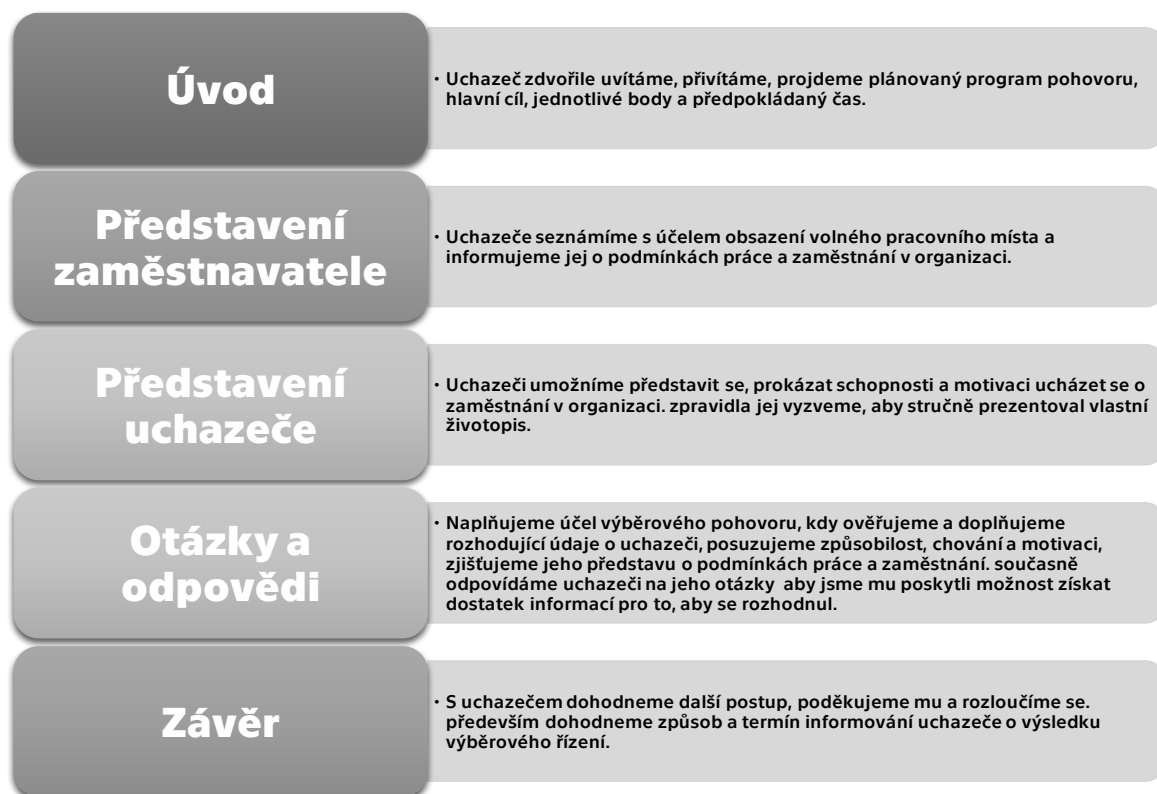 Úvod
• Uchazeč zdvořile uvítáme, přivítáme, projdeme plánovaný program pohovoru,
hlavní cíl, jednotlivé body a předpokládaný čas.
Představení
zaměstnavatele
• Uchazeče seznámíme s účelem obsazení volného pracovního místa a
informujeme jej o podmínkách práce a zaměstnání v organizaci.
Představení
uchazeče
• Uchazeči umožníme představit se, prokázat schopnosti a motivaci ucházet se o
zaměstnání v organizaci. zpravidla jej vyzveme, aby stručně prezentoval vlastní
životopis.
Otázky a
odpovědi
• Naplňujeme účel výběrového pohovoru, kdy ověřujeme a doplňujeme
rozhodující údaje o uchazeči, posuzujeme způsobilost, chování a motivaci,
zjišťujeme jeho představu o podmínkách práce a zaměstnání. současně
odpovídáme uchazeči na jeho otázky aby jsme mu poskytli možnost získat
dostatek informací pro to, aby se rozhodnul.
Závěr
• S uchazečem dohodneme další postup, poděkujeme mu a rozloučíme se.
především dohodneme způsob a termín informování uchazeče o výsledku
výběrového řízení.